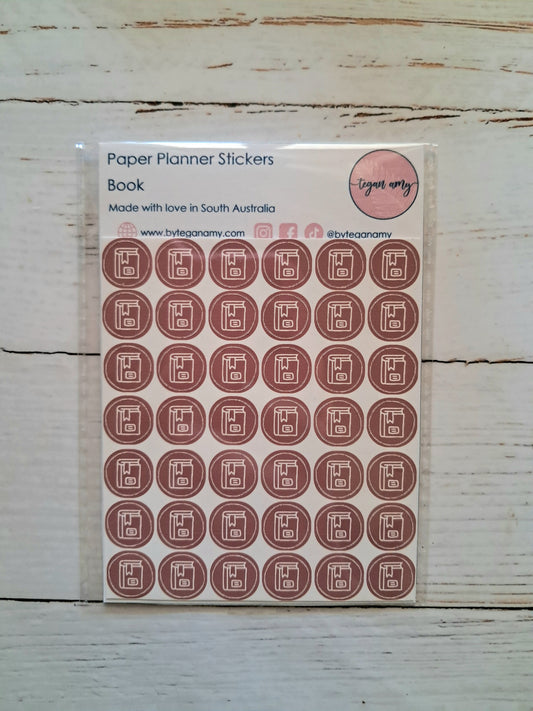 Paper Planner Stickers
Book
Made with love in South Australia
www.byteganamy.com
@byteganamy
tegan amy